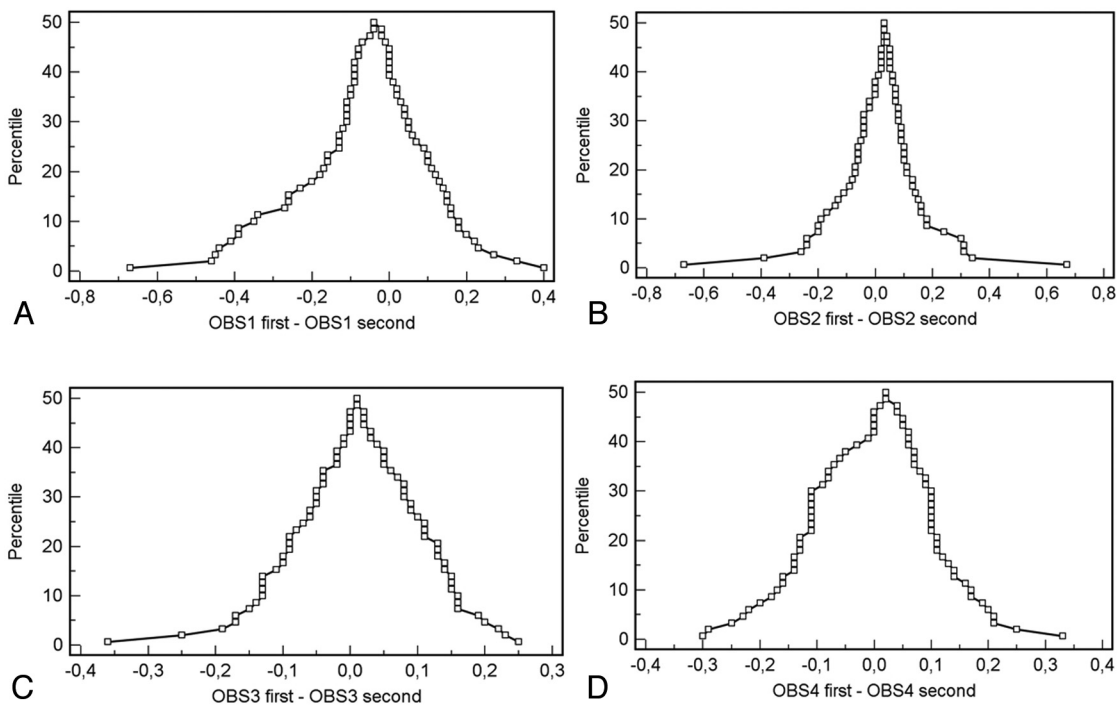 50
40
30
20
10
0
Percentile
-0,8 -0,6 -0,4 -0,2 0,0 0,2 0,4
OBS1 first - OBS1 second
A
50
40
30
20
10
0
Percentile
-0,8 -0,6 -0,4 -0,2 0,0 0,2 0,4 0,6 0,8
OBS2 first - OBS2 second
B
50
40
30
20
10
0
Percentile
-0,4 -0,3 -0,2 -0,1 0,0 0,1 0,2 0,3
OBS3 first - OBS3 second
C
50
40
30
20
10
0
Percentile
-0,4 -0,3 -0,2 -0,1 0,0 0,1 0,2 0,3 0,4
OBS4 first - OBS4 second
D